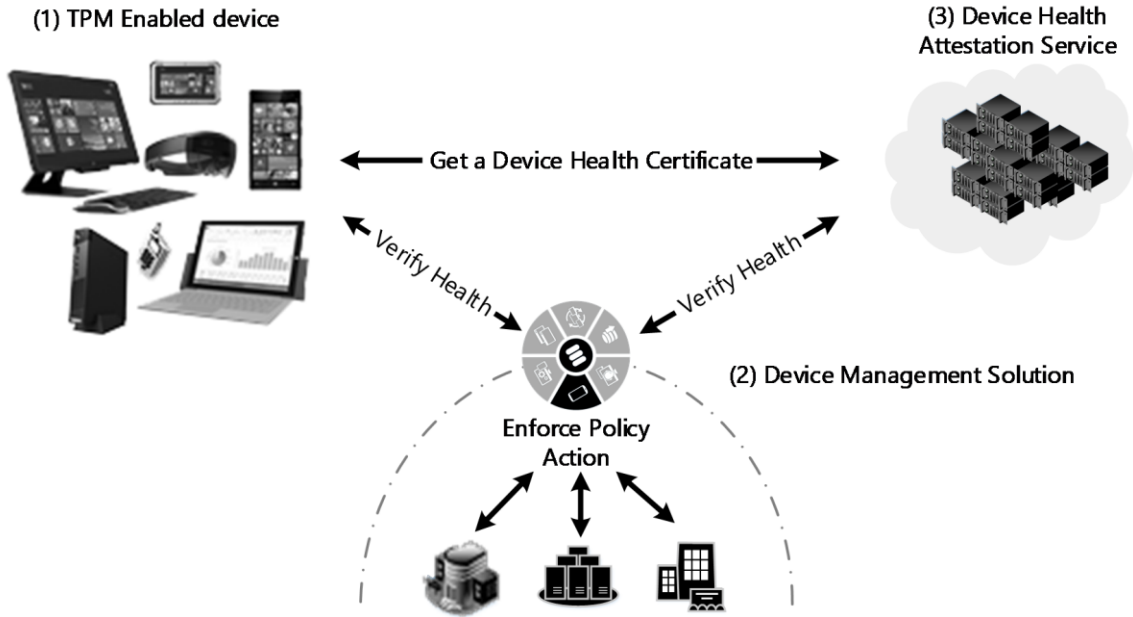 (1) TPM Enabled device
(3) Device Health
Attestation Service
Get a Device Health Certificate
Verify Health
Verify Health
(2) Device Management Solution
Enforce Policy
Action